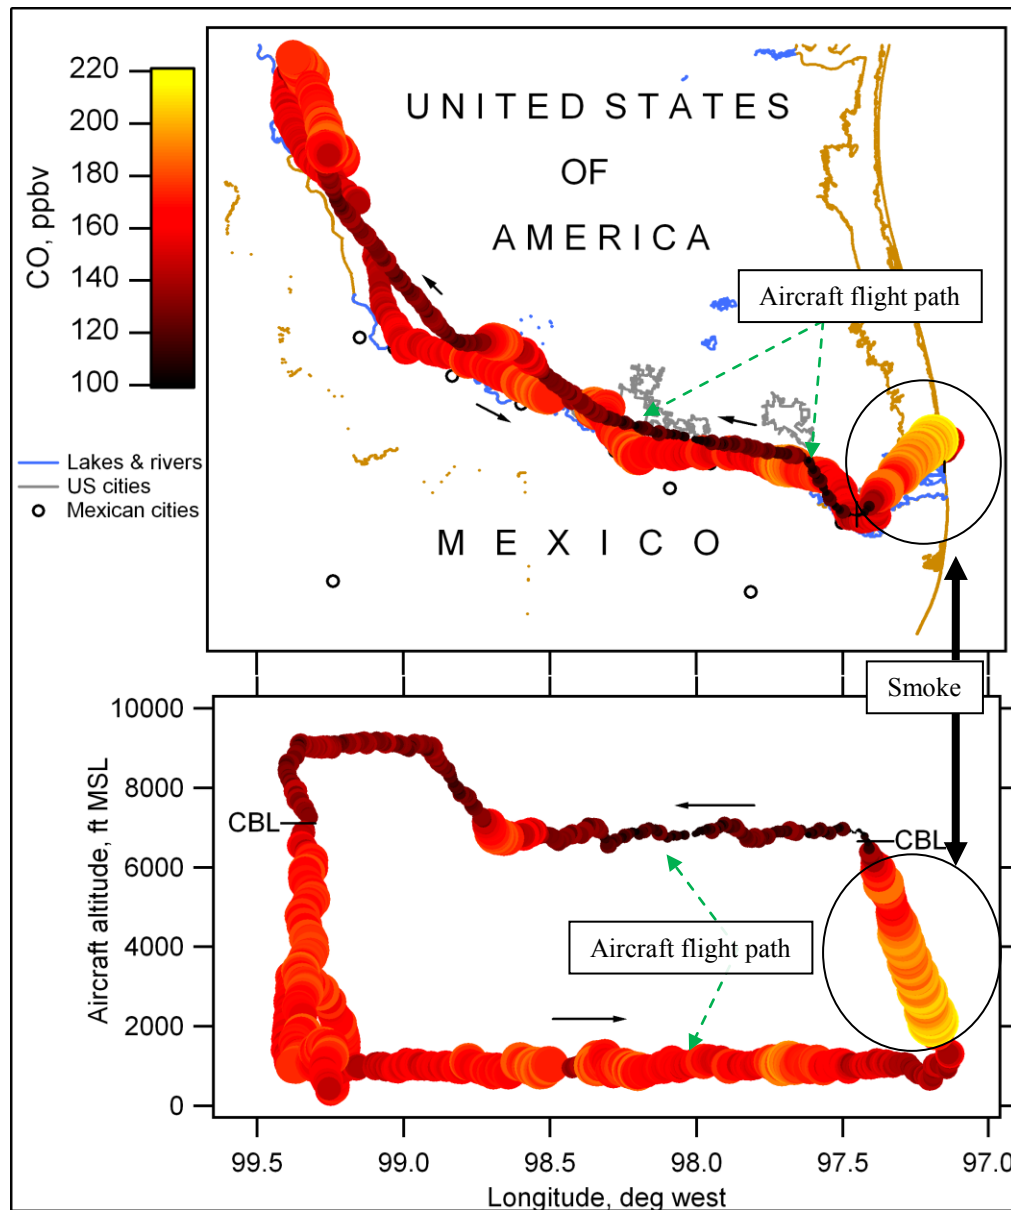 220
200
180
160
140
120
100
CO, ppbv
UNITED STATES
OF
AMERICA
Aircraft flight path
Lakes & rivers
US cities
Mexican cities
MEXICO
Smoke
10000
8000
6000
4000
2000
0
Aircraft altitude, ft MSL
CBL
CBL
Aircraft flight path
99.5
99.0
98.5
98.0
97.5
97.0
Longitude, deg west